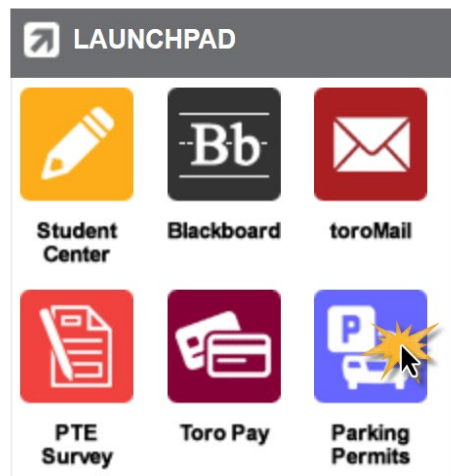 LAUNCHPAD
Bb
Student
Center
Blackboard
toroMail
P
PTE
Survey
Toro Pay
Parking
Permits